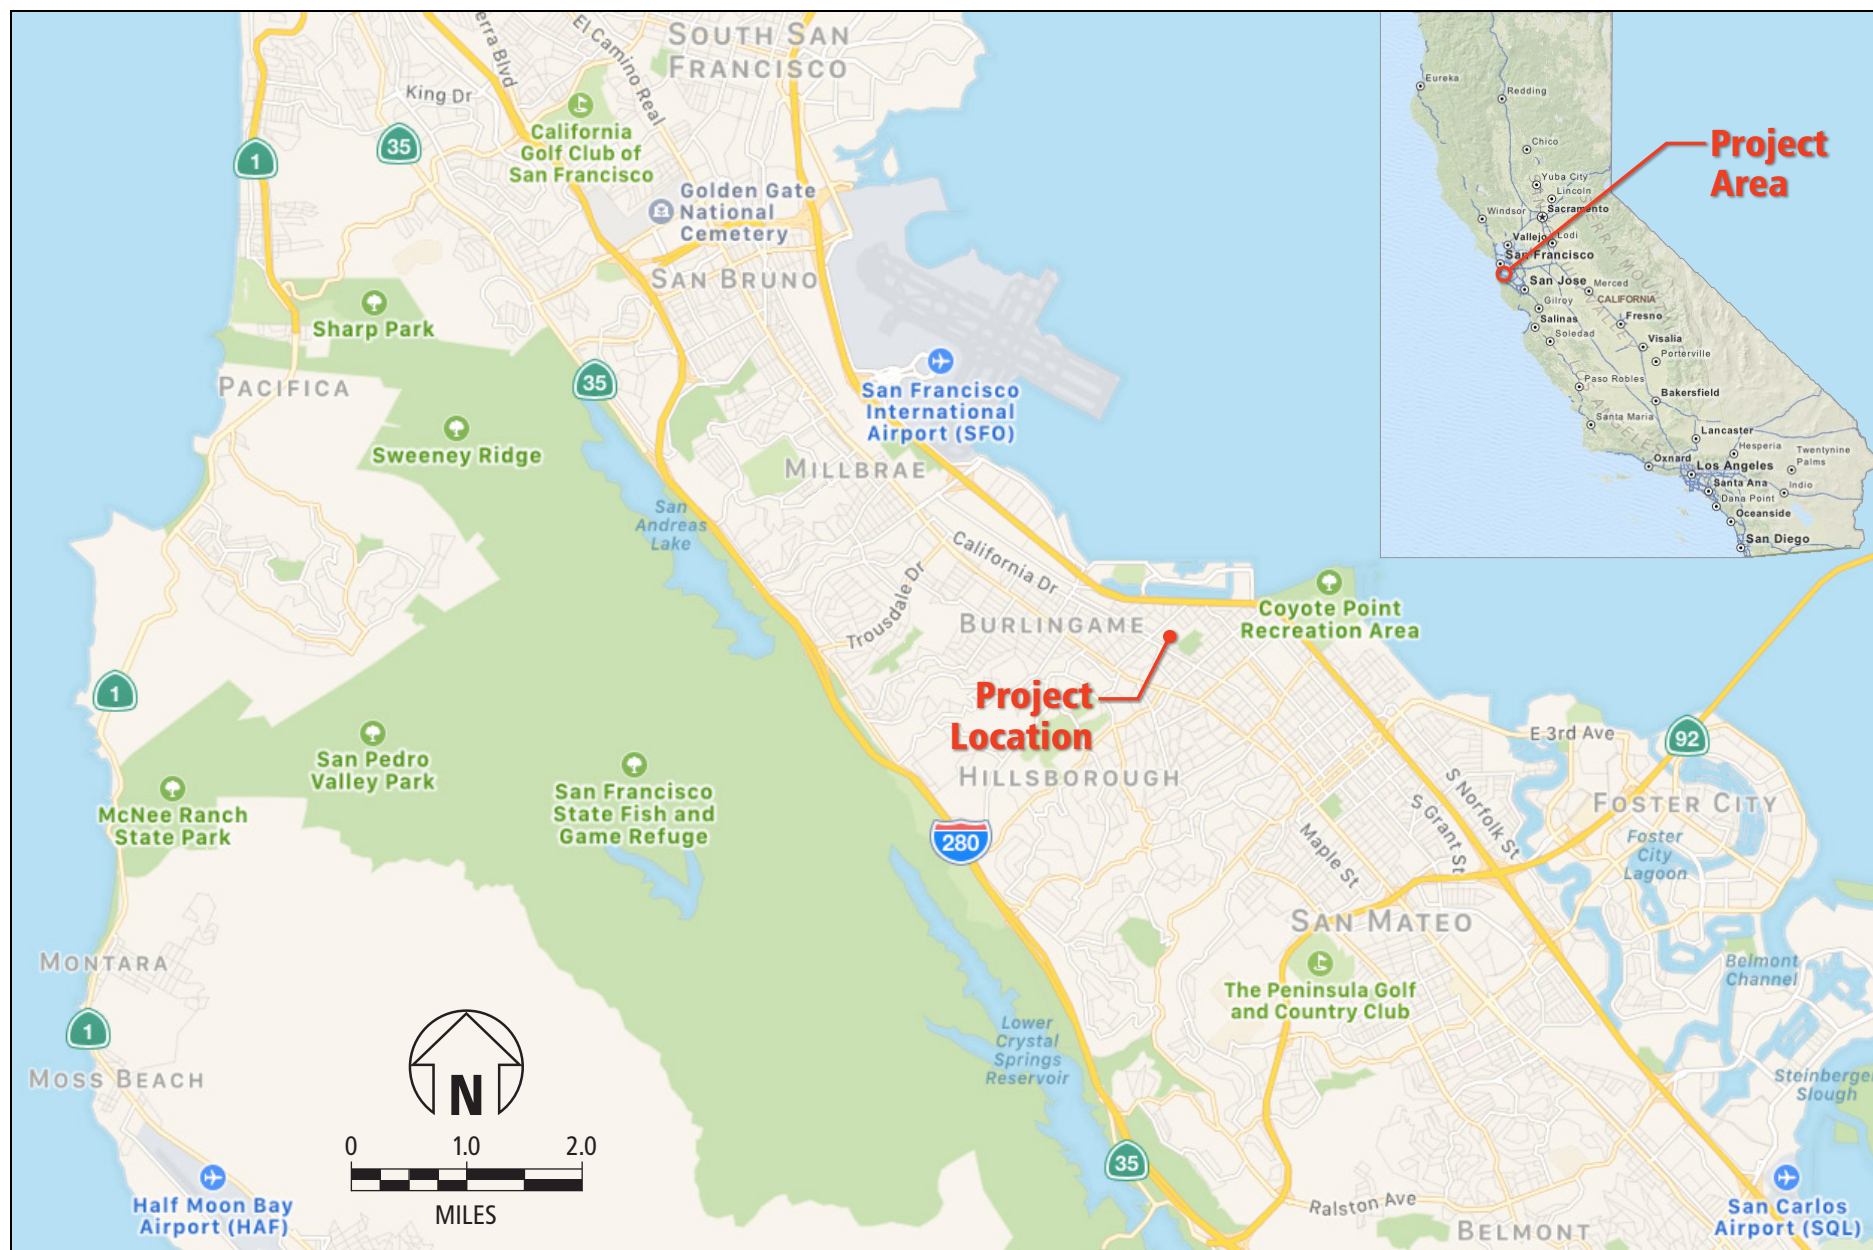 SOUTH SAN
FRANCISCO
El Camino Real
King Dr
35
1
California
Golf Club of
San Francisco
Golden Gate
National
Cemetery
SAN BRUNO
Sharp Park
35
PACIFICA
San Francisco
International
Airport (SFO)
Sweeney Ridge
MILLBRAE
San
Andreas
Lake
California Dr
Trousdale Dr
BURLINGAME
Coyote Point
Recreation Area
Project
Location
1
San Pedro
Valley Park
McNee Ranch
State Park
San Francisco
State Fish and
Game Refuge
HILLSBOROUGH
280
E 3rd Ave
92
S Norfolk St
S Grant St
Maple St
FOSTER CITY
Foster
City
Lagoon
SAN MATEO
The Peninsula Golf
and Country Club
Belmont
Channel
MONTARA
1
MOSS BEACH
Lower
Crystal
Springs
Reservoir
Steinberger
Slough
35
Ralston Ave
BELMONT
San Carlos
Airport (SQL)
Half Moon Bay
Airport (HAF)
N
0 1.0 2.0
MILES
Project
Area
Eureka
Redding
Chico
Yuba City
Lincoln
Windsor
Sacramento
Vallejo
Lodi
San Francisco
San Jose
Merced
CALIFORNIA
Gilroy
Salinas
Fresno
Soledad
Visalia
Porterville
Paso Robles
Bakersfield
Santa Maria
Lancaster
Hesperia
Twentynine
Palms
Oxnard
Los Angeles
Santa Ana
Indio
Dana Point
Oceanside
San Diego